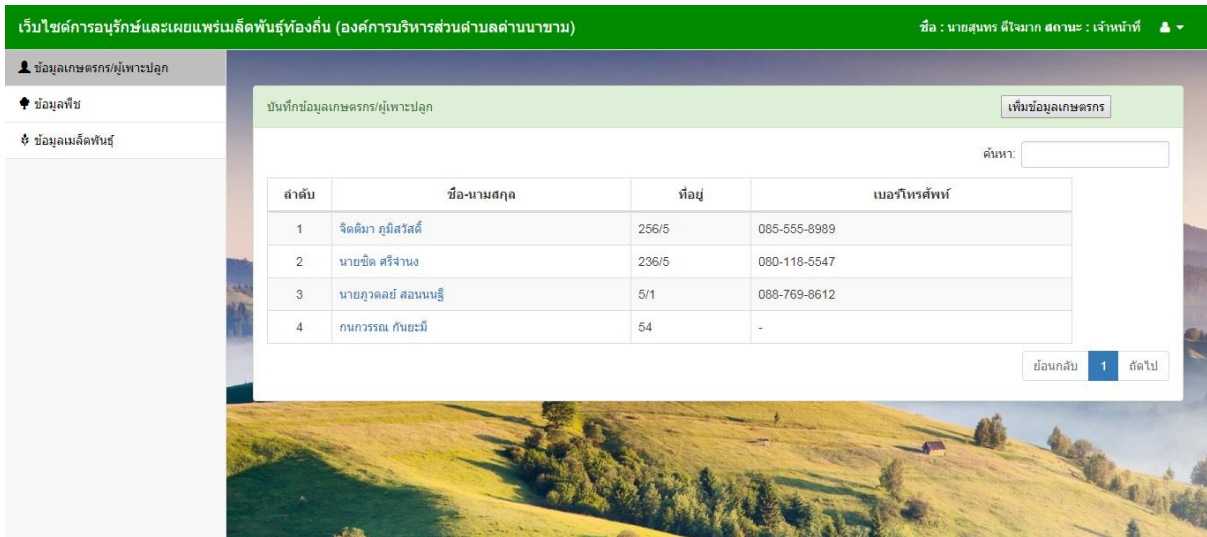 เว็บไซต์การอนุรักษ์และเผยแพร่เมล็ดพันธุ์ท้องถิ่น (องค์การบริหารส่วนตำบลด่านนาขาม) ชื่อ : นายสุนทร ดีใจมาก สถานะ : เจ้าหน้าที่
ข้อมูลเกษตรกร/ผู้เพาะปลูก
ข้อมูลพืช
ข้อมูลเมล็ดพันธุ์
บันทึกข้อมูลเกษตรกร/ผู้เพาะปลูก เพิ่มข้อมูลเกษตรกร
ค้นหา:
ลำดับ ชื่อ-นามสกุล ที่อยู่ เบอร์โทรศัพท์
1 จิตติมา ภูมิสวัสดิ์ 256/5 085-555-8989
2 นายชิต ศรีจำนง 236/5 080-118-5547
3 นายภูวดลย์ สอนนนฐี 5/1 088-769-8612
4 กนกวรรณ กันยะมี 54 -
ย้อนกลับ 1 ถัดไป